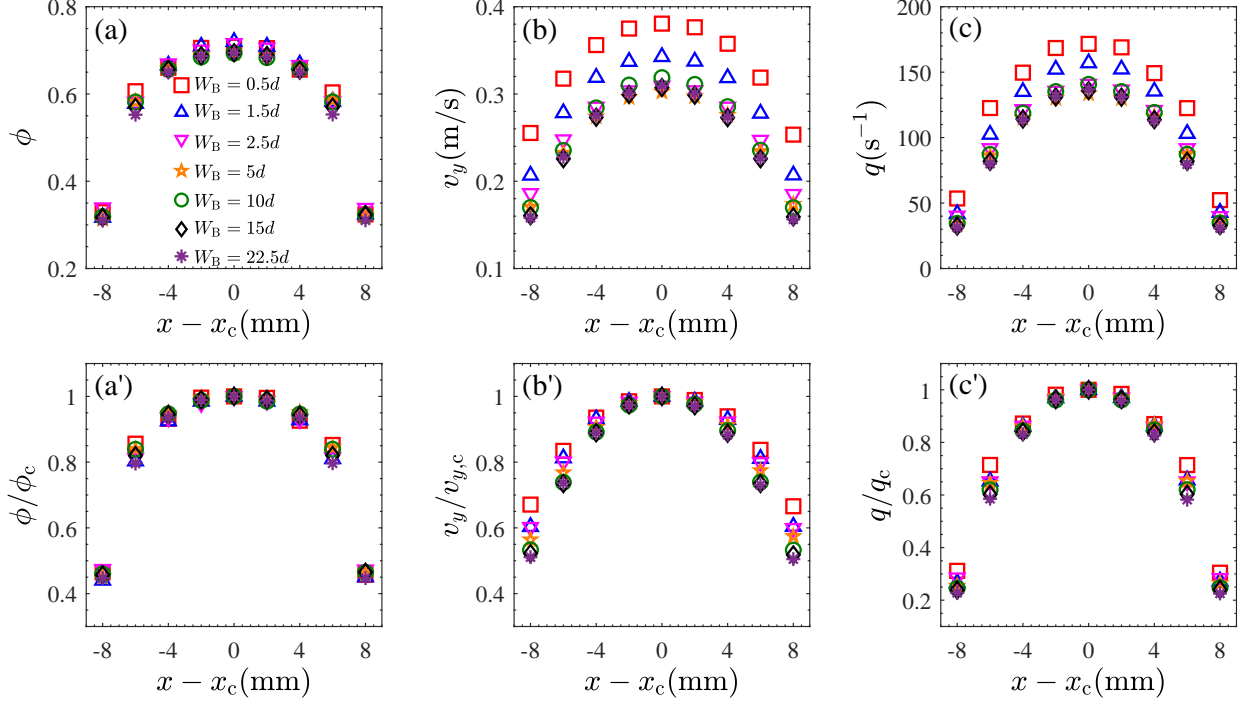 (a)
0.8
0.6
0.4
0.2
ϕ
-8 -4 0 4 8
x − x_c(mm)
W_B = 0.5d
W_B = 1.5d
W_B = 2.5d
W_B = 5d
W_B = 10d
W_B = 15d
W_B = 22.5d
(b)
0.4
0.3
0.2
0.1
v_y(m/s)
-8 -4 0 4 8
x − x_c(mm)
(c)
200
150
100
50
0
q(s⁻¹)
-8 -4 0 4 8
x − x_c(mm)
(a')
1
0.8
0.6
0.4
ϕ/ϕ_c
-8 -4 0 4 8
x − x_c(mm)
(b')
1
0.8
0.6
0.4
v_y/v_{y,c}
-8 -4 0 4 8
x − x_c(mm)
(c')
1
0.8
0.6
0.4
0.2
q/q_c
-8 -4 0 4 8
x − x_c(mm)